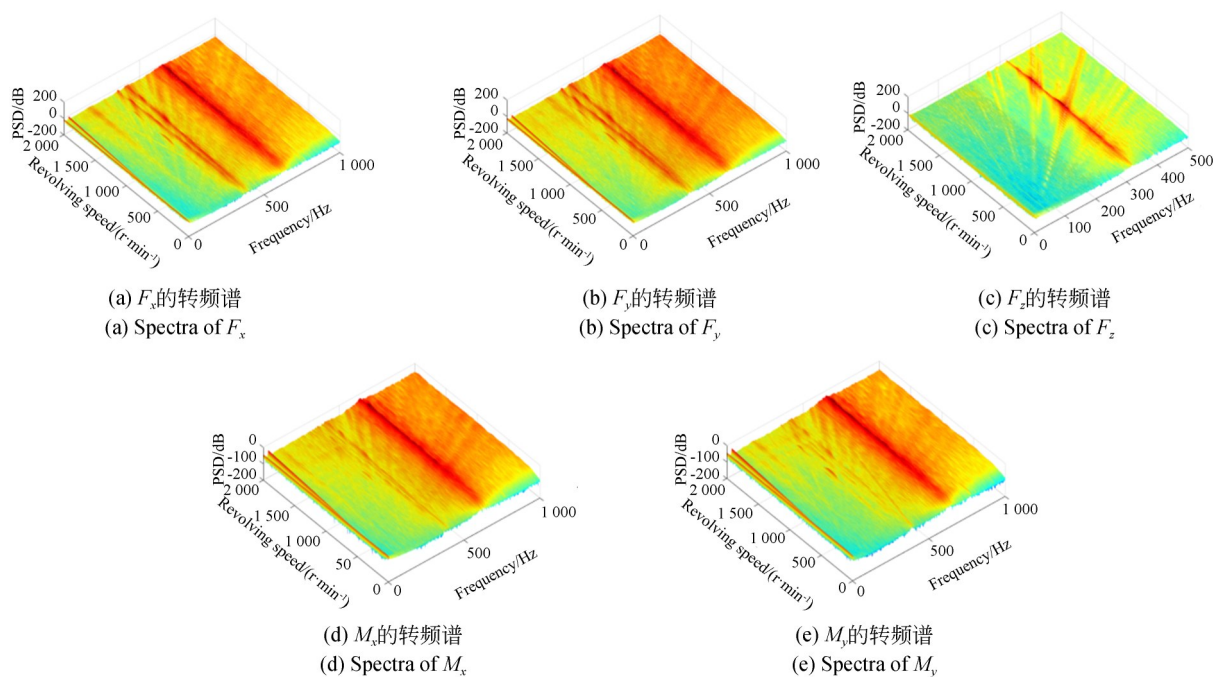 PSD/dB
200
0
-200
2 000
1 500
1 000
500
0
Revolving speed/(r·min⁻¹)
0
500
1 000
Frequency/Hz
(a) Fx的转频谱
(a) Spectra of Fx
PSD/dB
200
0
-200
2 000
1 500
1 000
500
0
Revolving speed/(r·min⁻¹)
0
500
1 000
Frequency/Hz
(b) Fy的转频谱
(b) Spectra of Fy
PSD/dB
200
0
-200
2 000
1 500
1 000
500
0
Revolving speed/(r·min⁻¹)
0
100
200
300
400
500
Frequency/Hz
(c) Fz的转频谱
(c) Spectra of Fz
PSD/dB
0
-100
-200
2 000
1 500
1 000
50
0
Revolving speed/(r·min⁻¹)
0
500
1 000
Frequency/Hz
(d) Mx的转频谱
(d) Spectra of Mx
PSD/dB
0
-100
-200
2 000
1 500
1 000
500
0
Revolving speed/(r·min⁻¹)
0
500
1 000
Frequency/Hz
(e) My的转频谱
(e) Spectra of My